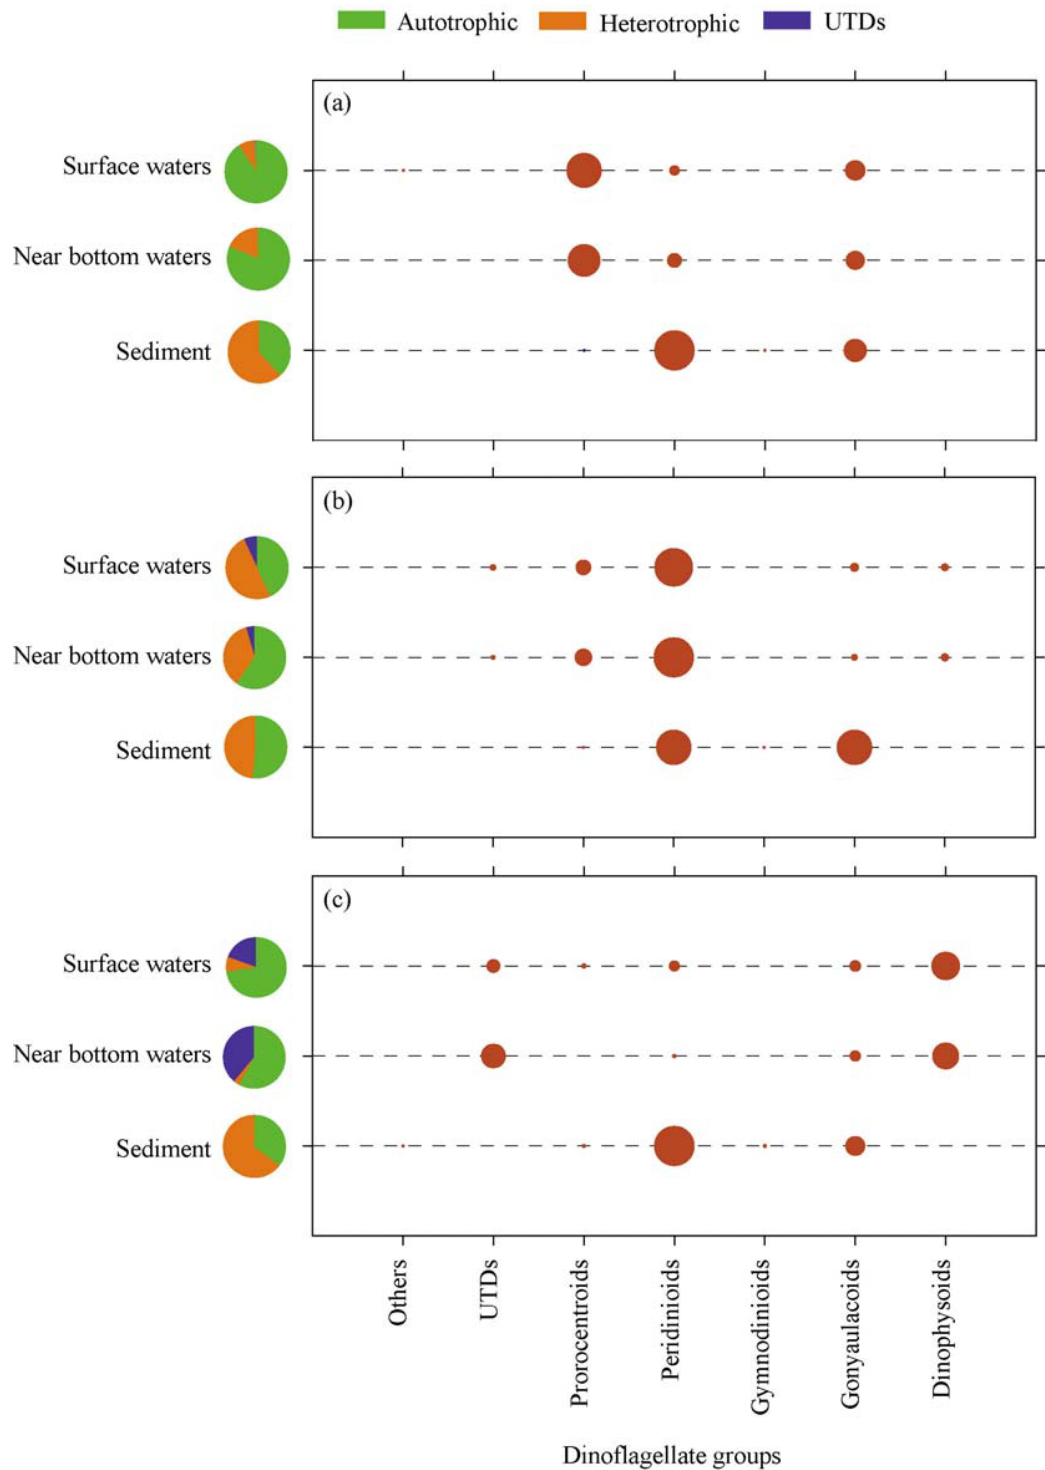 Autotrophic Heterotrophic UTDs
(a)
Surface waters
Near bottom waters
Sediment
(b)
Surface waters
Near bottom waters
Sediment
(c)
Surface waters
Near bottom waters
Sediment
Others
UTDs
Prorocentroids
Peridinioids
Gymnodinioids
Gonyaulacoids
Dinophysoids
Dinoflagellate groups